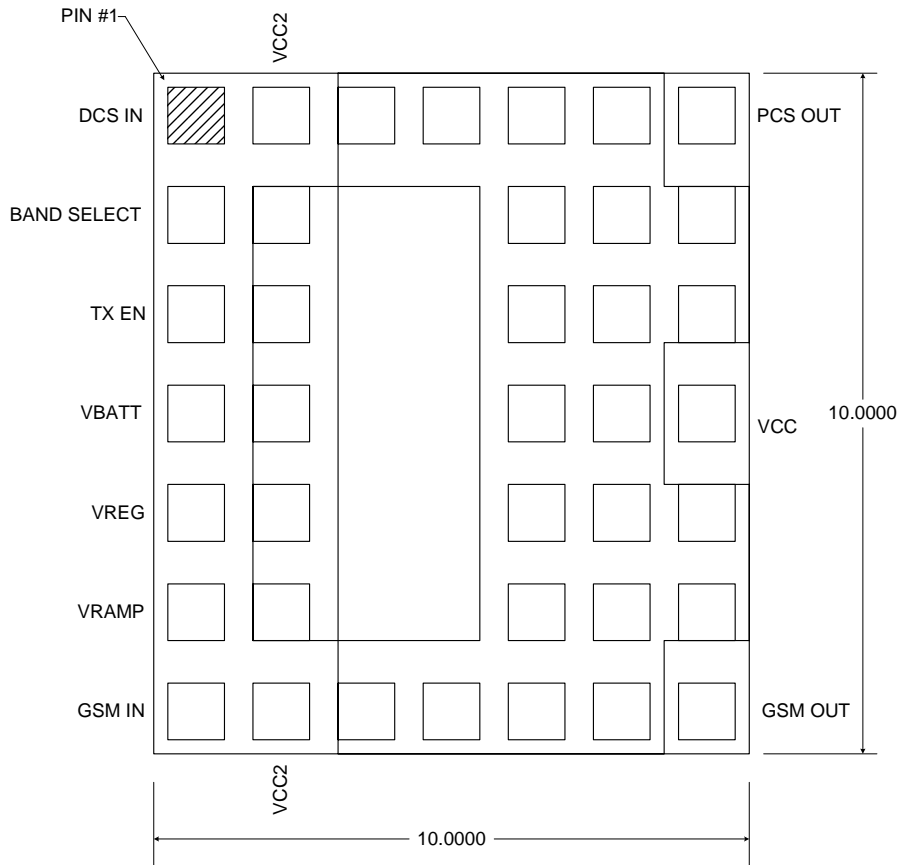 PIN #1
VCC2
DCS IN
PCS OUT
BAND SELECT
TX EN
VBATT
10.0000
VCC
VREG
VRAMP
GSM IN
GSM OUT
VCC2
10.0000